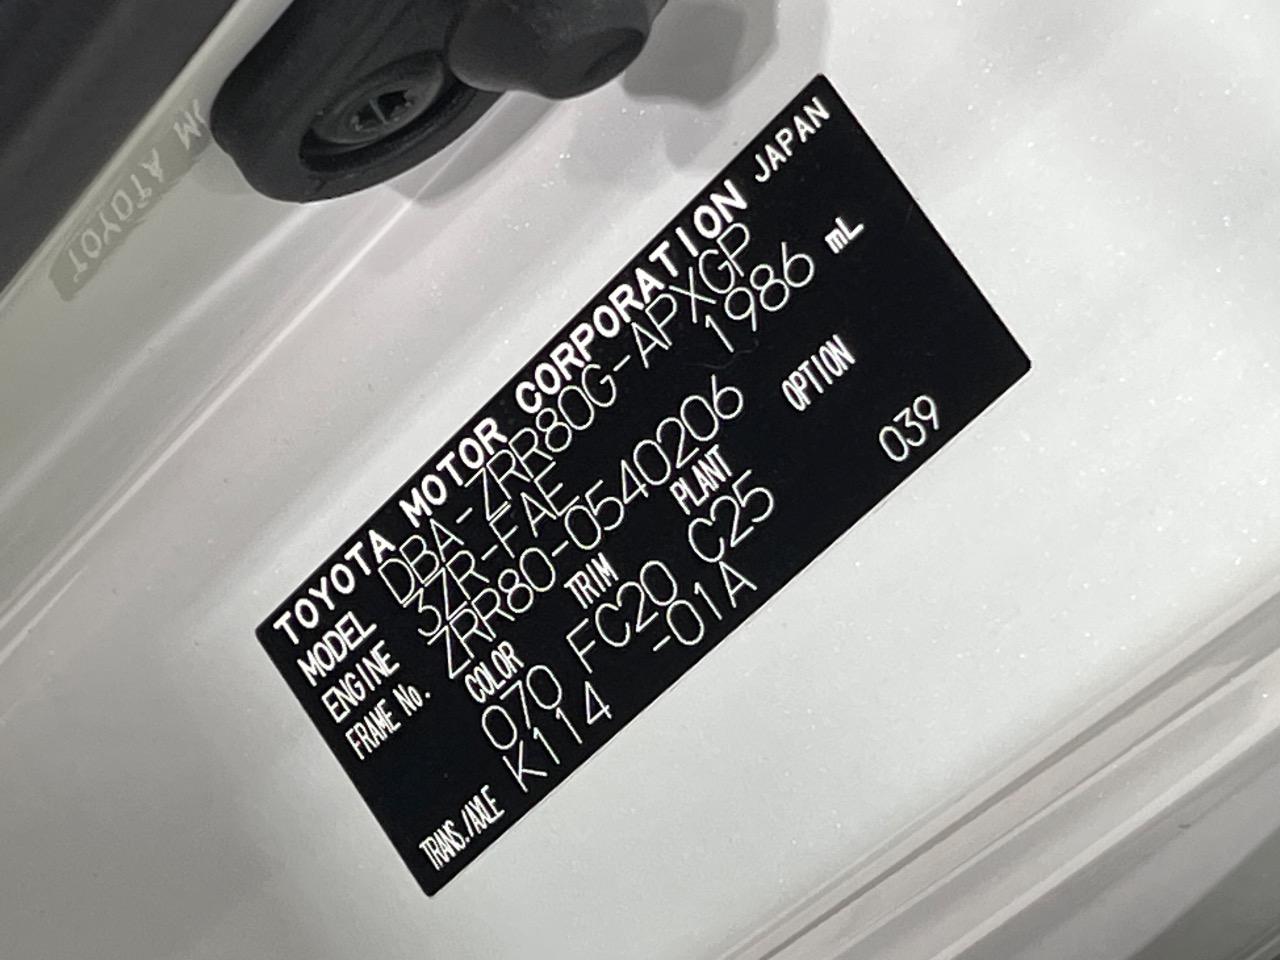 TOYOTA MOTOR CORPORATION JAPAN
MODEL DBA-ZRR80G-APXGP
ENGINE 3ZR-FAE 1986 mL
FRAME No. ZRR80-0540206
COLOR TRIM PLANT OPTION
070 FC20 C25 039
TRANS./AXLE K114 -01A
TOYOTA M